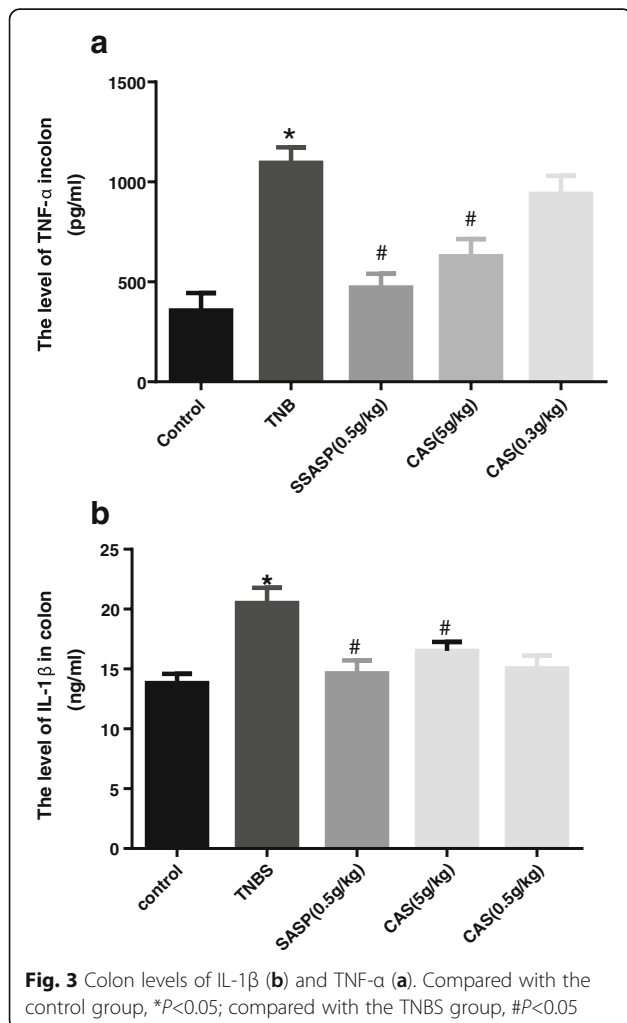 a
1500
1000
500
0
The level of TNF-α incolon
(pg/ml)
*
#
#
Control
TNB
SSASP(0.5g/kg)
CAS(5g/kg)
CAS(0.3g/kg)
b
25
20
15
10
5
0
The level of IL-1β in colon
(ng/ml)
*
#
#
control
TNBS
SASP(0.5g/kg)
CAS(5g/kg)
CAS(0.5g/kg)
Fig. 3 Colon levels of IL-1β (b) and TNF-α (a). Compared with the
control group, *P<0.05; compared with the TNBS group, #P<0.05